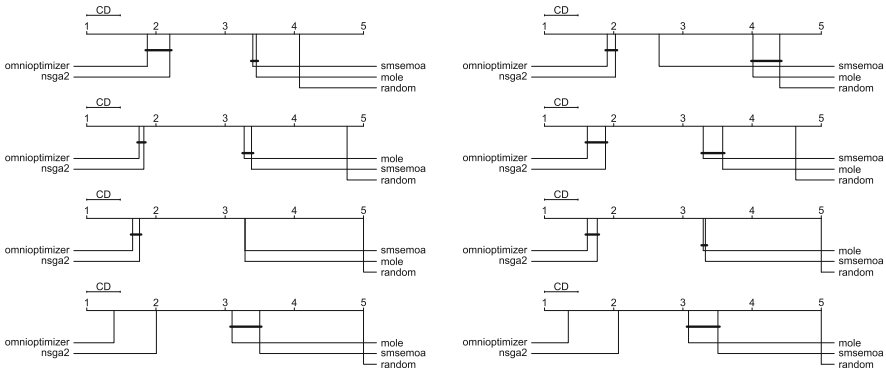 CD
1 2 3 4 5
omnioptimizer smsemoa
nsga2 mole
random
CD
1 2 3 4 5
omnioptimizer smsemoa
nsga2 mole
random
CD
1 2 3 4 5
omnioptimizer mole
nsga2 smsemoa
random
CD
1 2 3 4 5
omnioptimizer smsemoa
nsga2 mole
random
CD
1 2 3 4 5
omnioptimizer smsemoa
nsga2 mole
random
CD
1 2 3 4 5
omnioptimizer mole
nsga2 smsemoa
random
CD
1 2 3 4 5
omnioptimizer mole
nsga2 smsemoa
random
CD
1 2 3 4 5
omnioptimizer mole
nsga2 smsemoa
random